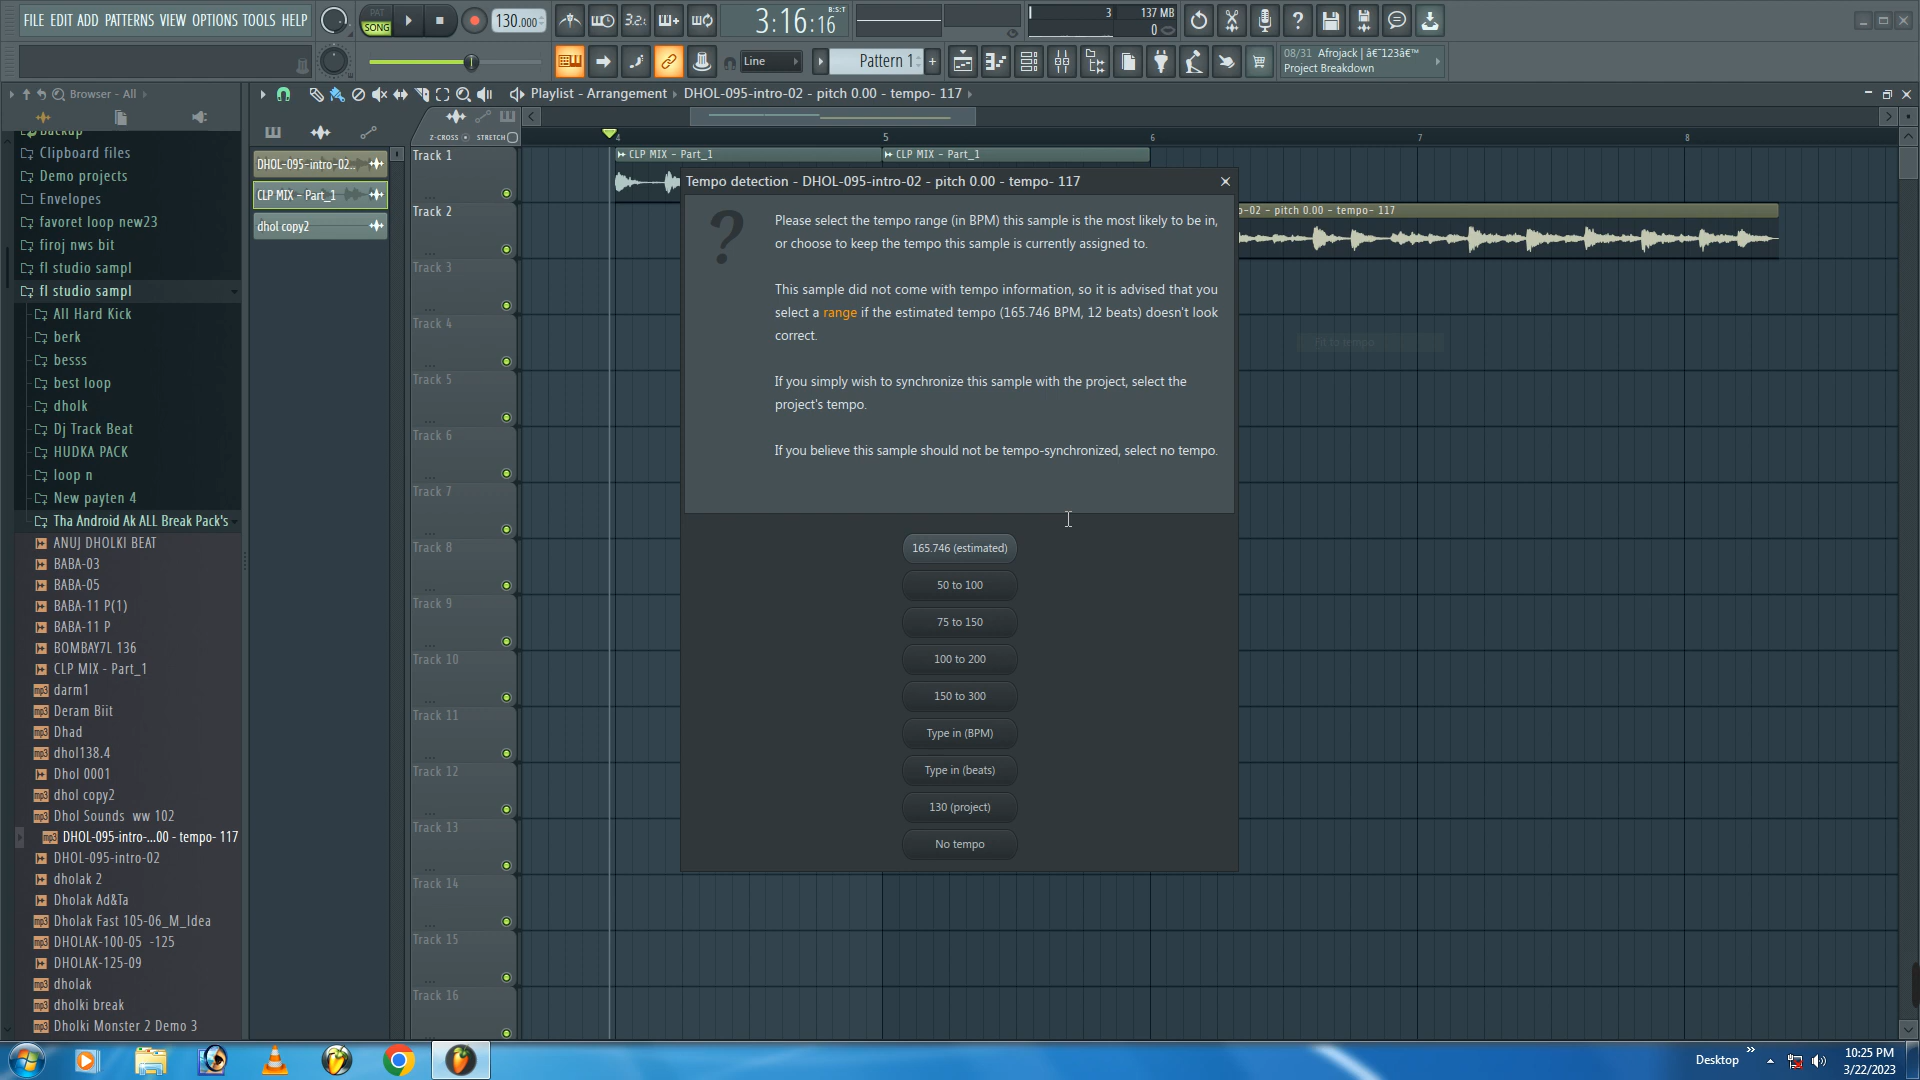 FILE EDIT ADD PATTERNS VIEW OPTIONS TOOLS HELP
PAT
SONG
130.000
3.2.
3:16:16
B:S:T
3
137 MB
0
Line
Pattern 1
08/31 Afrojack | â€˜123â€™
Project Breakdown
Browser - All
Playlist - Arrangement › DHOL-095-intro-02 - pitch 0.00 - tempo- 117 ›
Z-CROSS
STRETCH
4
5
6
7
8
Backup
Clipboard files
Demo projects
Envelopes
favoret loop new23
firoj nws bit
fl studio sampl
fl studio sampl
All Hard Kick
berk
besss
best loop
dholk
Dj Track Beat
HUDKA PACK
loop n
New payten 4
Tha Android Ak ALL Break Pack's
ANUJ DHOLKI BEAT
BABA-03
BABA-05
BABA-11 P(1)
BABA-11 P
BOMBAY7L 136
CLP MIX - Part_1
darm1
Deram Biit
Dhad
dhol138.4
Dhol 0001
dhol copy2
Dhol Sounds ww 102
DHOL-095-intro-...00 - tempo- 117
DHOL-095-intro-02
dholak 2
Dholak Ad&Ta
Dholak Fast 105-06_M_Idea
DHOLAK-100-05 -125
DHOLAK-125-09
dholak
dholki break
Dholki Monster 2 Demo 3
DHOL-095-intro-02..
CLP MIX - Part_1
dhol copy2
Track 1
Track 2
Track 3
Track 4
Track 5
Track 6
Track 7
Track 8
Track 9
Track 10
Track 11
Track 12
Track 13
Track 14
Track 15
Track 16
CLP MIX - Part_1
CLP MIX - Part_1
o-02 - pitch 0.00 - tempo- 117
Fit to tempo
Tempo detection - DHOL-095-intro-02 - pitch 0.00 - tempo- 117
Please select the tempo range (in BPM) this sample is the most likely to be in,
or choose to keep the tempo this sample is currently assigned to.
This sample did not come with tempo information, so it is advised that you
select a range if the estimated tempo (165.746 BPM, 12 beats) doesn't look
correct.
If you simply wish to synchronize this sample with the project, select the
project's tempo.
If you believe this sample should not be tempo-synchronized, select no tempo.
165.746 (estimated)
50 to 100
75 to 150
100 to 200
150 to 300
Type in (BPM)
Type in (beats)
130 (project)
No tempo
Desktop
10:25 PM
3/22/2023